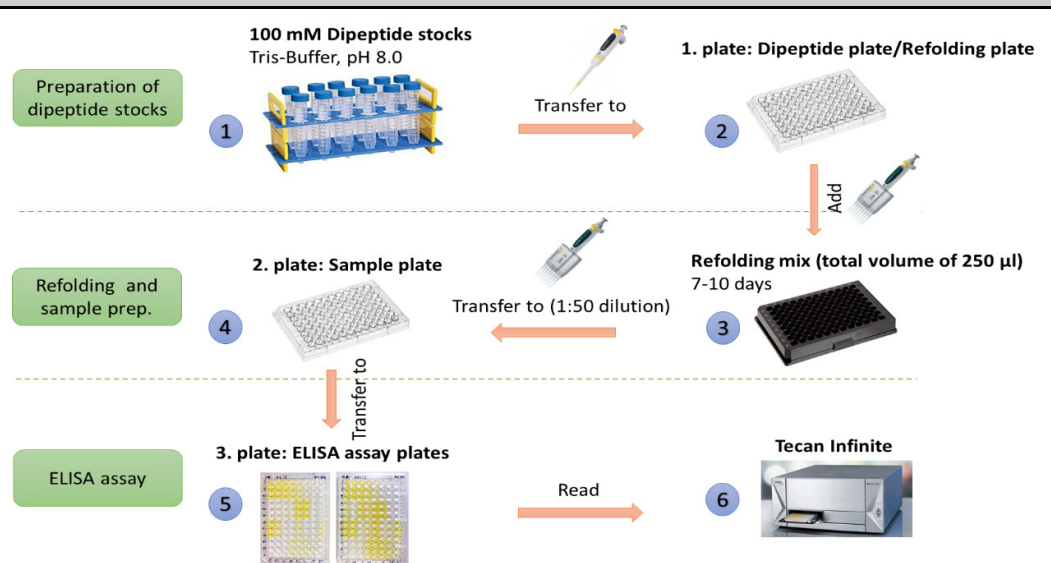 100 mM Dipeptide stocks
Tris-Buffer, pH 8.0
1. plate: Dipeptide plate/Refolding plate
Preparation of
dipeptide stocks
Transfer to
1
2
Add
2. plate: Sample plate
Refolding mix (total volume of 250 µl)
7-10 days
Refolding and
sample prep.
Transfer to (1:50 dilution)
4
3
Transfer to
3. plate: ELISA assay plates
Tecan Infinite
ELISA assay
Read
5
6